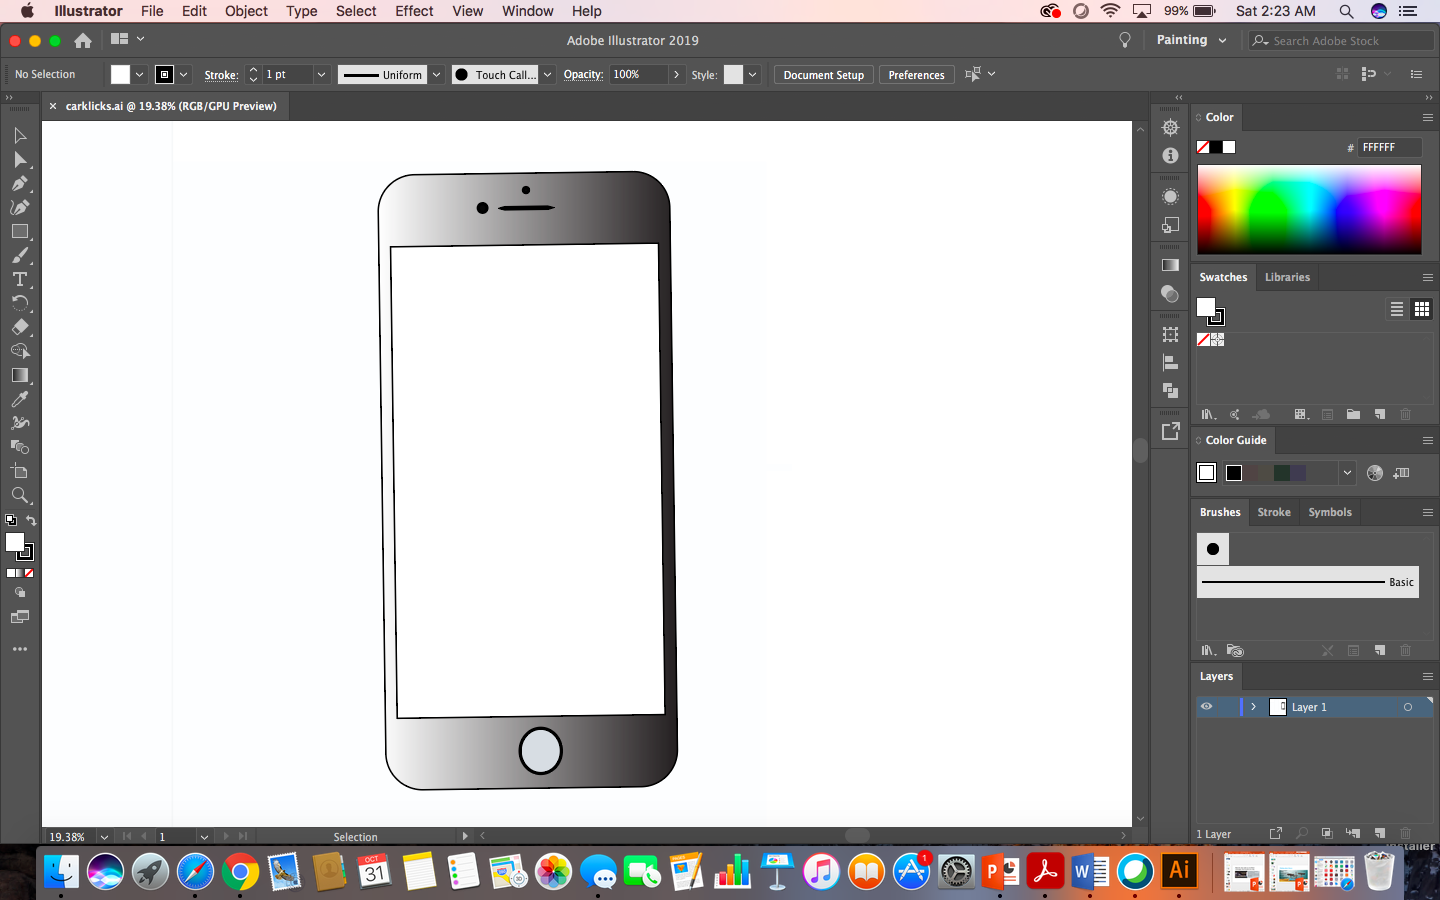 Illustrator File Edit Object Type Select Effect View Window Help 99% Sat 2:23 AM
Adobe Illustrator 2019 Painting Search Adobe Stock
No Selection Stroke: 1 pt Uniform Touch Call... Opacity: 100% Style: Document Setup Preferences
× carklicks.ai @ 19.38% (RGB/GPU Preview)
Color
# FFFFFF
Swatches Libraries
Color Guide
Brushes Stroke Symbols
Basic
Layers
Layer 1
19.38% 1 Selection 1 Layer
Installer
OCT
31
1
P
W
Ai